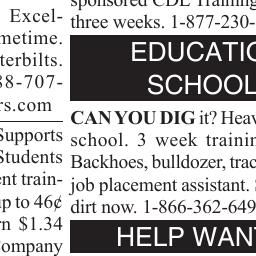 Excel-
metime.
terbilts.
88-707-
rs.com
Supports
Students
ent train-
up to 46¢
rn $1.34
ompany
sponsored CDL Training
three weeks. 1-877-230-
EDUCATIO
SCHOOL
CAN YOU DIG it? Heav
school. 3 week trainin
Backhoes, bulldozer, trac
job placement assistant.
dirt now. 1-866-362-649
HELP WAN